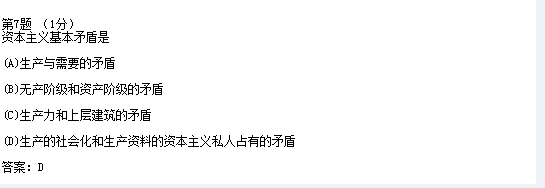 第7题 （1分）
资本主义基本矛盾是
(A)生产与需要的矛盾
(B)无产阶级和资产阶级的矛盾
(C)生产力和上层建筑的矛盾
(D)生产的社会化和生产资料的资本主义私人占有的矛盾
答案：D